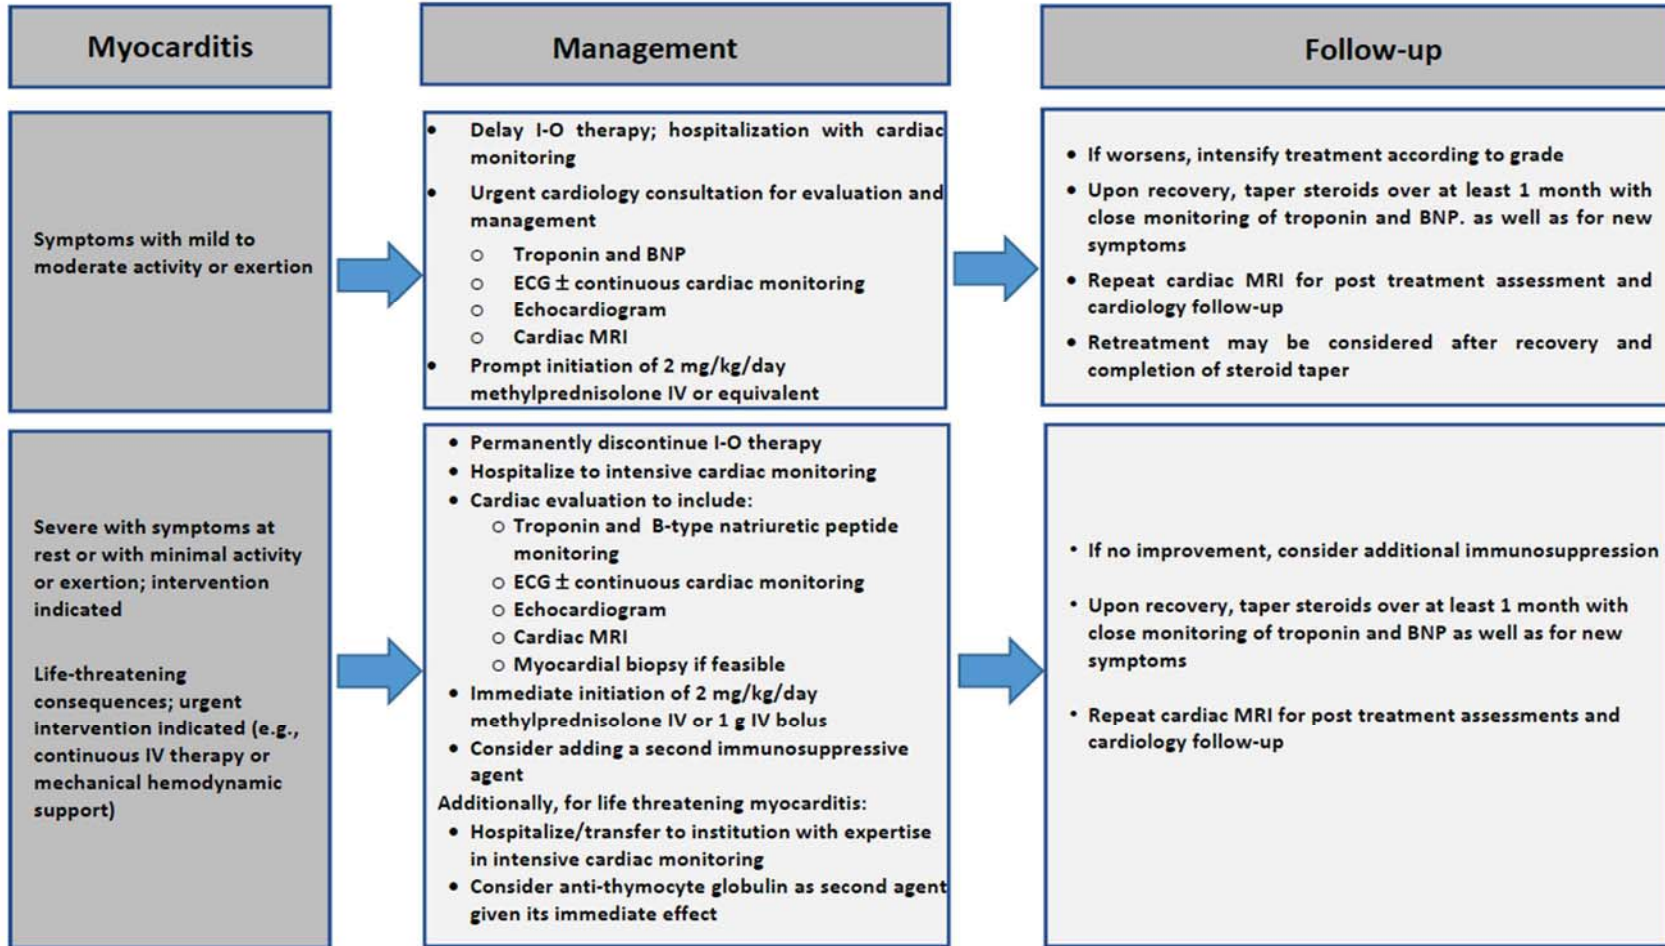 Myocarditis
Management
Follow-up
Symptoms with mild to
moderate activity or exertion
• Delay I-O therapy; hospitalization with cardiac
monitoring
• Urgent cardiology consultation for evaluation and
management
o Troponin and BNP
o ECG ± continuous cardiac monitoring
o Echocardiogram
o Cardiac MRI
• Prompt initiation of 2 mg/kg/day
methylprednisolone IV or equivalent
• If worsens, intensify treatment according to grade
• Upon recovery, taper steroids over at least 1 month with
close monitoring of troponin and BNP. as well as for new
symptoms
• Repeat cardiac MRI for post treatment assessment and
cardiology follow-up
• Retreatment may be considered after recovery and
completion of steroid taper
Severe with symptoms at
rest or with minimal activity
or exertion; intervention
indicated
Life-threatening
consequences; urgent
intervention indicated (e.g.,
continuous IV therapy or
mechanical hemodynamic
support)
• Permanently discontinue I-O therapy
• Hospitalize to intensive cardiac monitoring
• Cardiac evaluation to include:
o Troponin and B-type natriuretic peptide
monitoring
o ECG ± continuous cardiac monitoring
o Echocardiogram
o Cardiac MRI
o Myocardial biopsy if feasible
• Immediate initiation of 2 mg/kg/day
methylprednisolone IV or 1 g IV bolus
• Consider adding a second immunosuppressive
agent
Additionally, for life threatening myocarditis:
• Hospitalize/transfer to institution with expertise
in intensive cardiac monitoring
• Consider anti-thymocyte globulin as second agent
given its immediate effect
• If no improvement, consider additional immunosuppression
• Upon recovery, taper steroids over at least 1 month with
close monitoring of troponin and BNP as well as for new
symptoms
• Repeat cardiac MRI for post treatment assessments and
cardiology follow-up